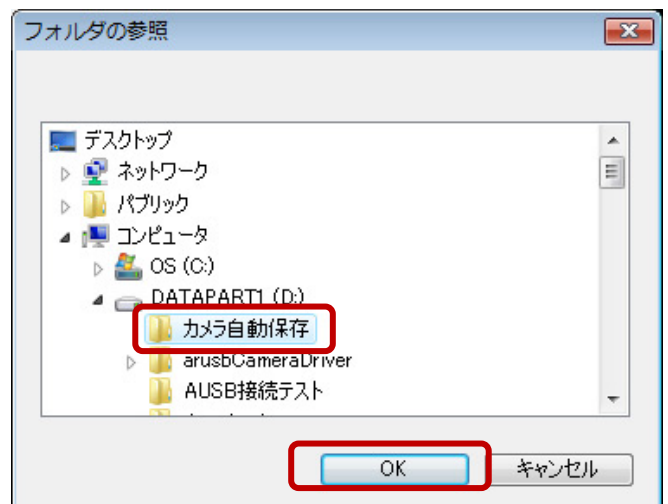 フォルダの参照
デスクトップ
ネットワーク
パブリック
コンピュータ
OS (C:)
DATAPART1 (D:)
カメラ自動保存
arusbCameraDriver
AUSB接続テスト
OK
キャンセル